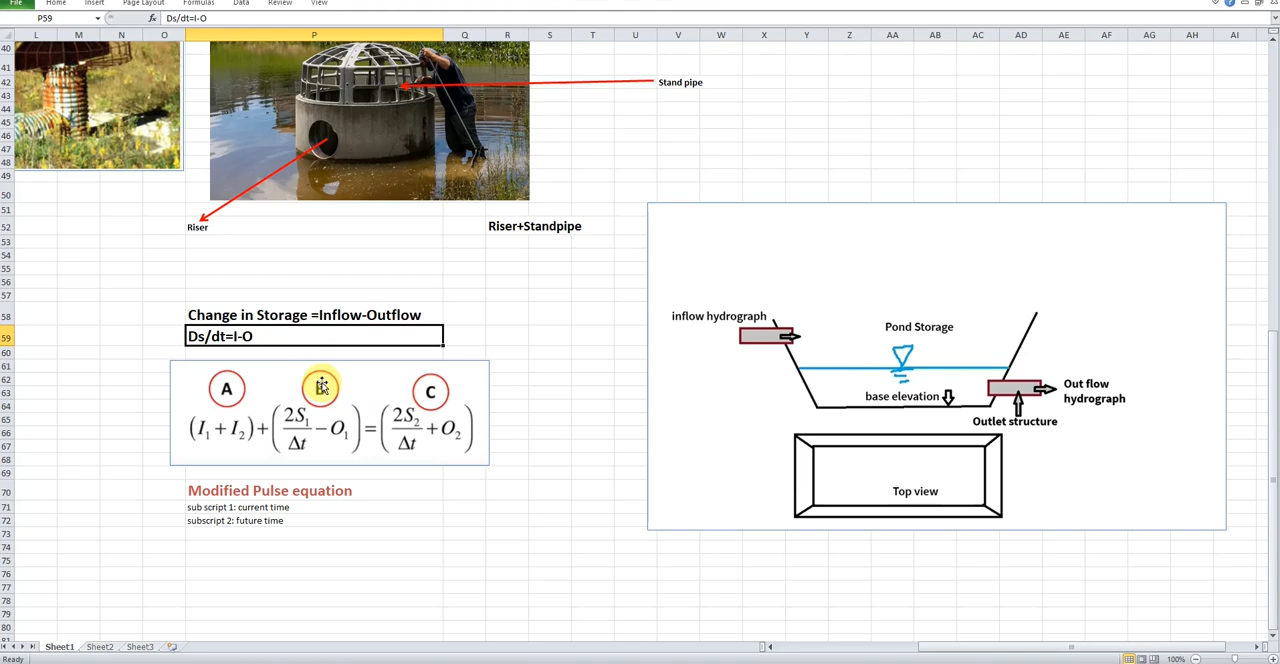 File Home Insert Page Layout Formulas Data Review View
P59 fx Ds/dt=I-O
L M N O P Q R S T U V W X Y Z AA AB AC AD AE AF AG AH AI
40
41
42
43
44
45
46
47
48
49
50
51
52
53
54
55
56
57
58
59
60
61
62
63
64
65
66
67
68
69
70
71
72
73
74
75
76
77
78
79
80
81
Stand pipe
Riser
Riser+Standpipe
Change in Storage =Inflow-Outflow
Ds/dt=I-O
A B C
(I₁ + I₂) + (2S₁/Δt − O₁) = (2S₂/Δt + O₂)
Modified Pulse equation
sub script 1: current time
subscript 2: future time
inflow hydrograph
Pond Storage
base elevation
Out flow
hydrograph
Outlet structure
Top view
Sheet1 Sheet2 Sheet3
Ready 100%